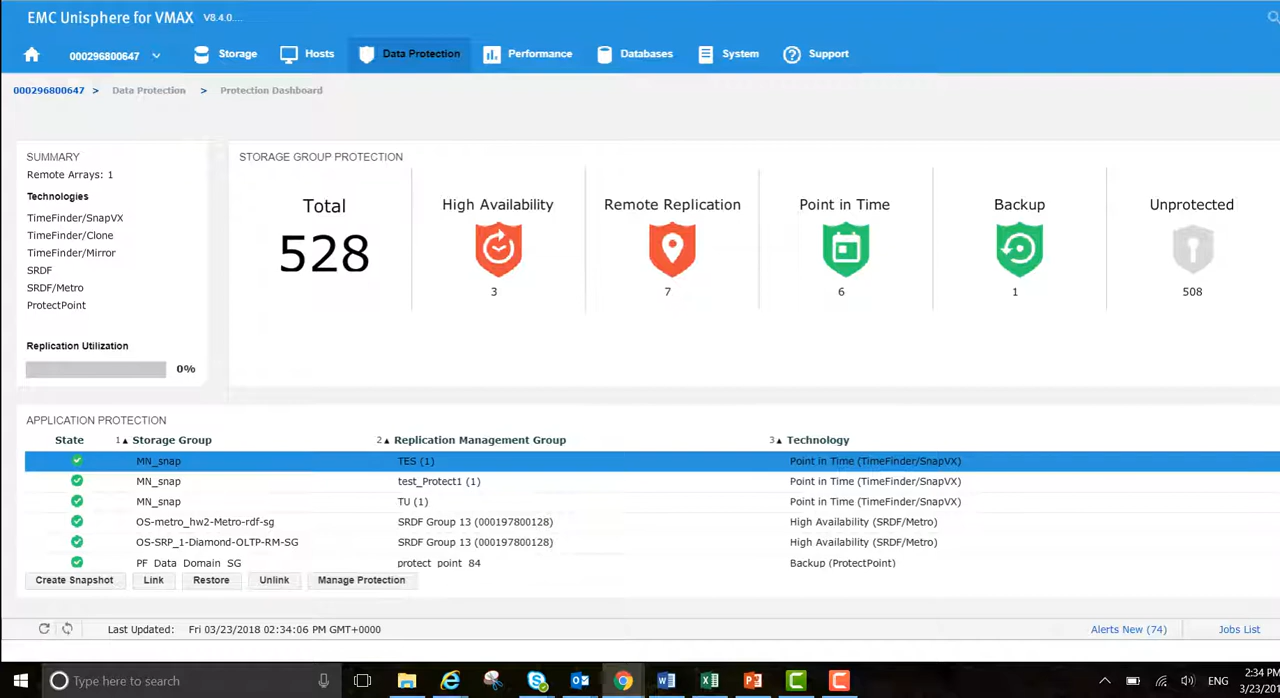 EMC Unisphere for VMAX V8.4.0....
000296800647 Storage Hosts Data Protection Performance Databases System Support
000296800647 > Data Protection > Protection Dashboard
SUMMARY
Remote Arrays: 1
Technologies
TimeFinder/SnapVX
TimeFinder/Clone
TimeFinder/Mirror
SRDF
SRDF/Metro
ProtectPoint
Replication Utilization
0%
STORAGE GROUP PROTECTION
Total High Availability Remote Replication Point in Time Backup Unprotected
528
3 7 6 1 508
APPLICATION PROTECTION
State 1▲ Storage Group 2▲ Replication Management Group 3▲ Technology
MN_snap TES (1) Point in Time (TimeFinder/SnapVX)
MN_snap test_Protect1 (1) Point in Time (TimeFinder/SnapVX)
MN_snap TU (1) Point in Time (TimeFinder/SnapVX)
OS-metro_hw2-Metro-rdf-sg SRDF Group 13 (000197800128) High Availability (SRDF/Metro)
OS-SRP_1-Diamond-OLTP-RM-SG SRDF Group 13 (000197800128) High Availability (SRDF/Metro)
PF_Data_Domain_SG protect_point_84 Backup (ProtectPoint)
Create Snapshot Link Restore Unlink Manage Protection
Last Updated: Fri 03/23/2018 02:34:06 PM GMT+0000 Alerts New (74) Jobs List
Type here to search
ENG
2:34 PM